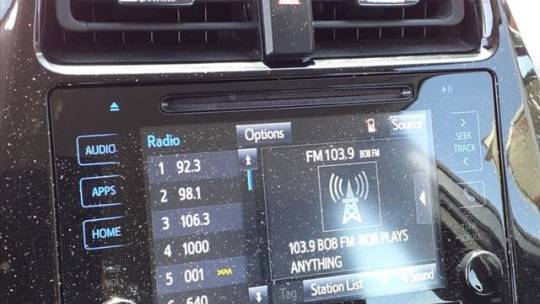 Radio
Options
Source
FM 103.9 BOB FM
AUDIO
SEEK
TRACK
1 92.3
2 98.1
APPS
3 106.3
HOME
4 1000
103.9 BOB FM-BOB PLAYS
ANYTHING
5 001
6 640
Tag
Station List
Sound